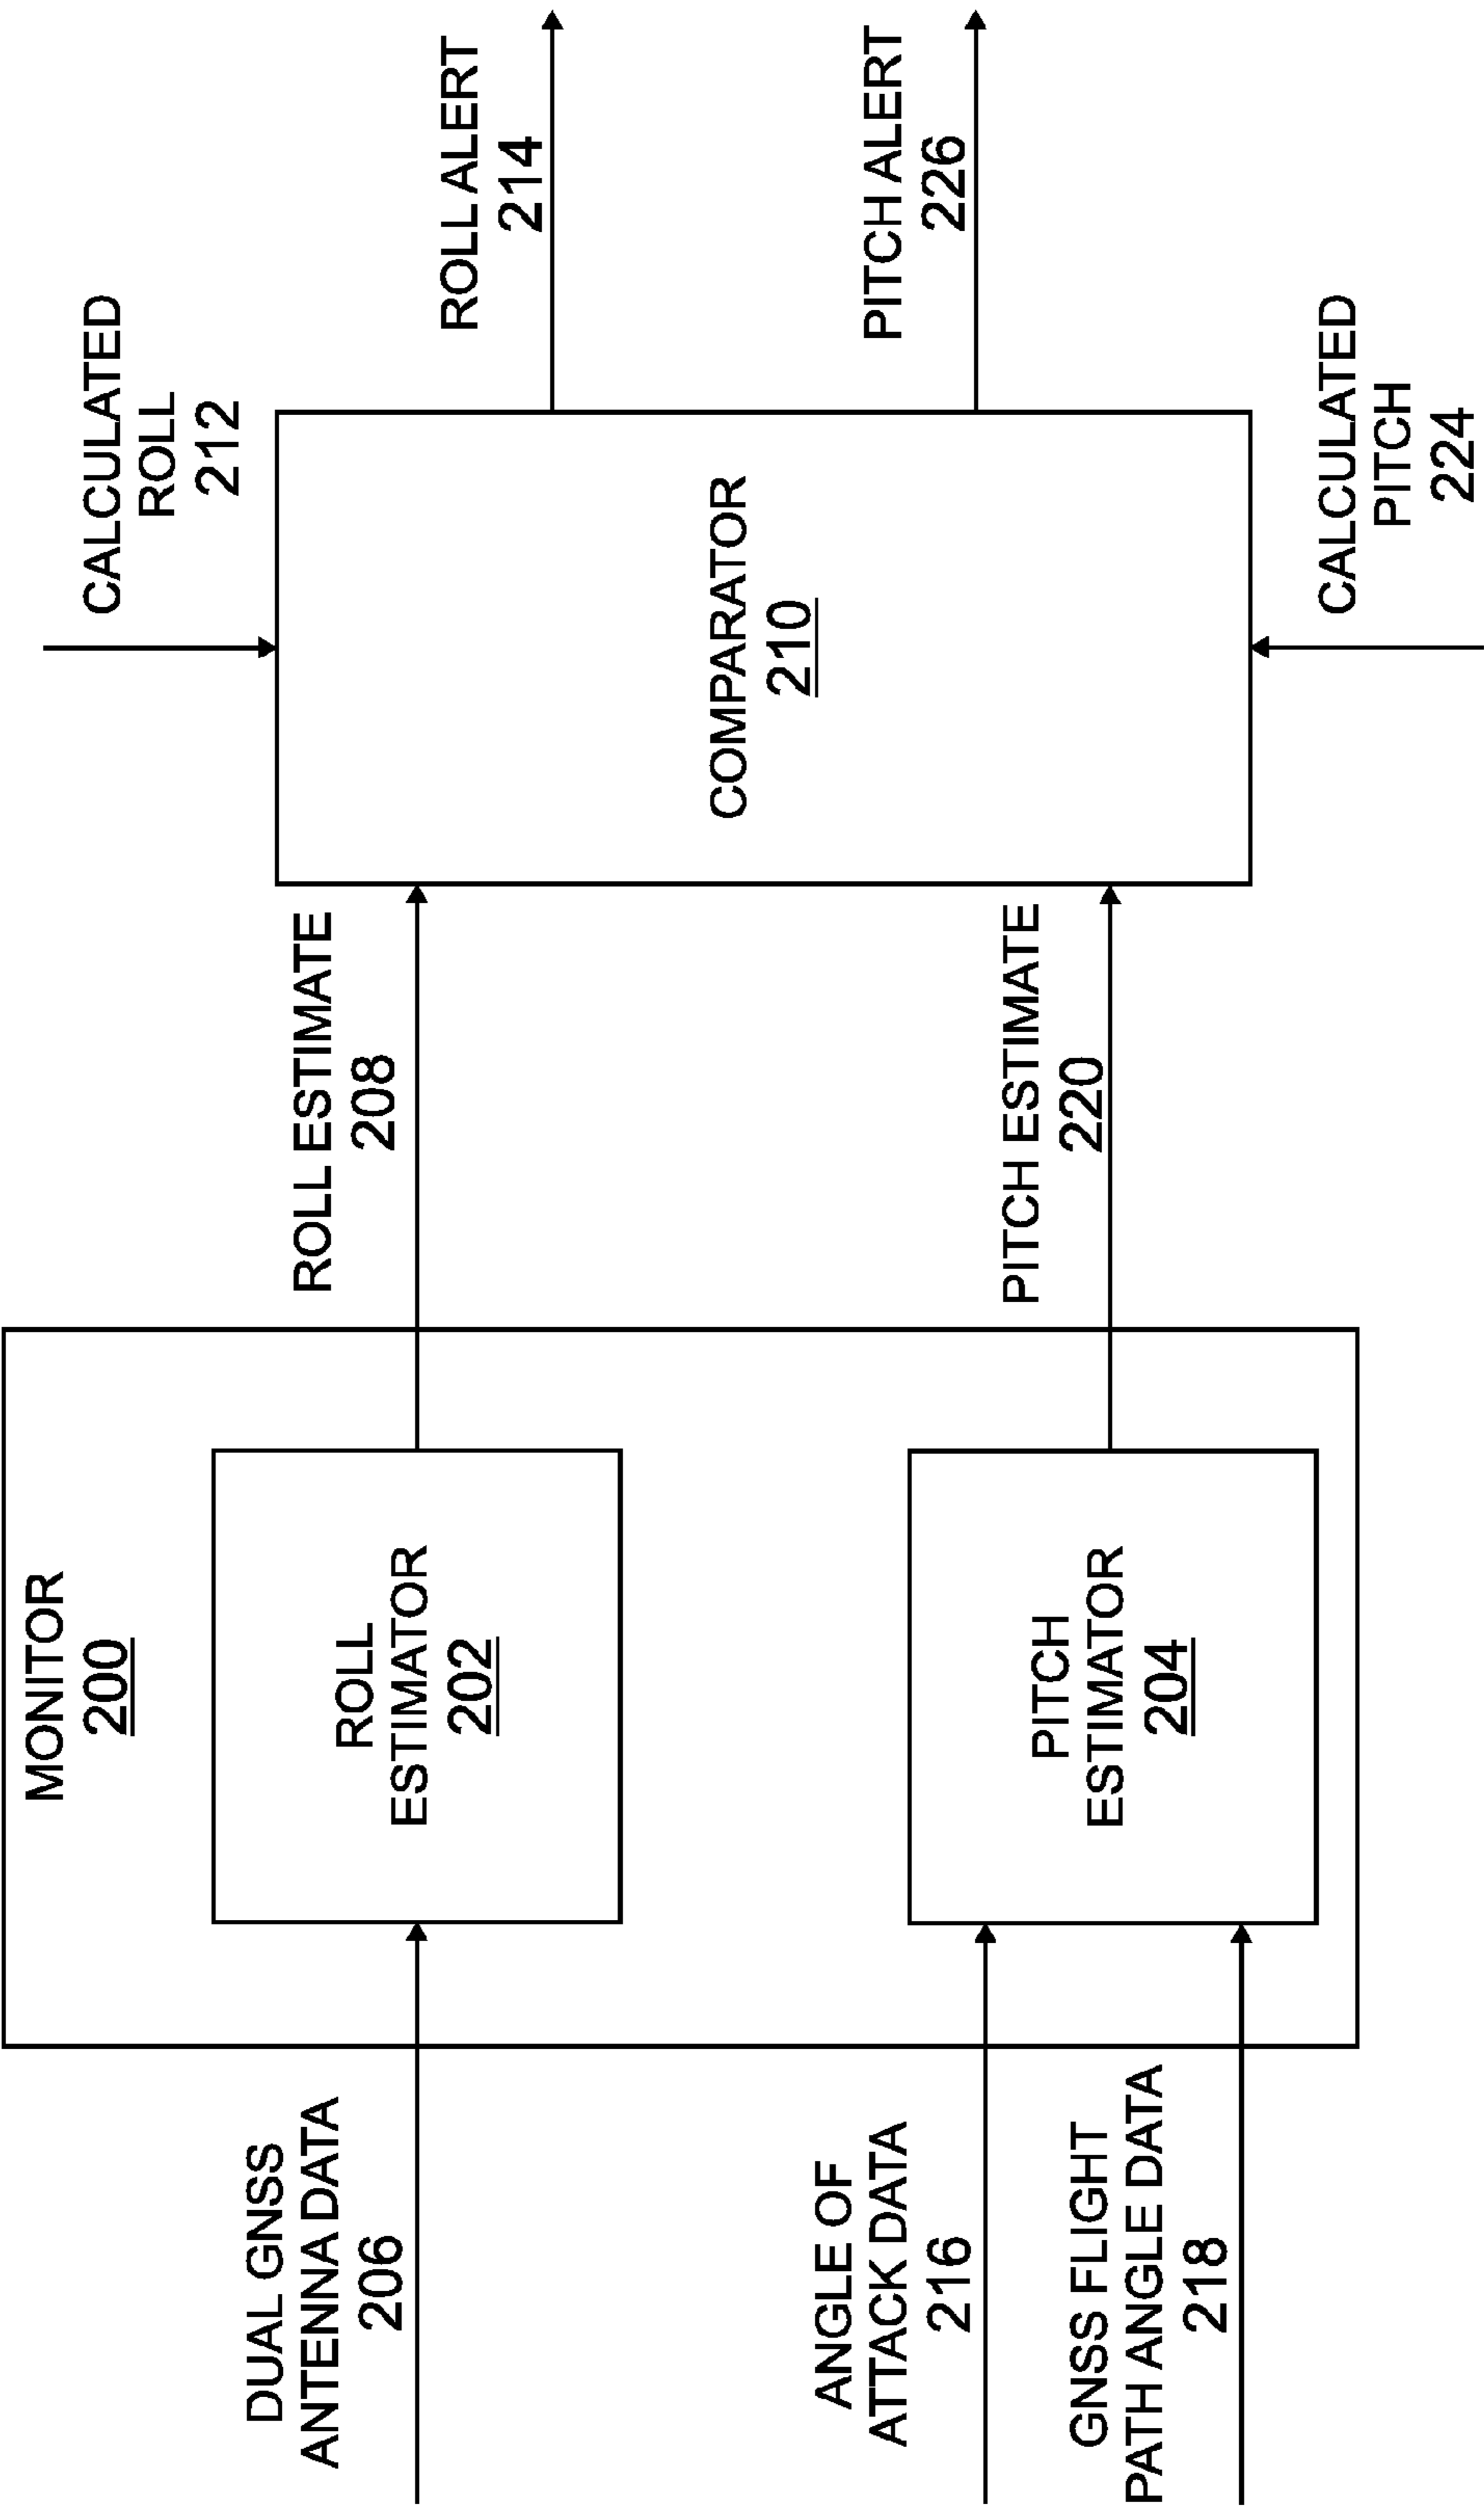 MONITOR
200
DUAL GNSS
ANTENNA DATA
206
ROLL
ESTIMATOR
202
ROLL ESTIMATE
208
ANGLE OF
ATTACK DATA
216
GNSS FLIGHT
PATH ANGLE DATA
218
PITCH
ESTIMATOR
204
PITCH ESTIMATE
220
CALCULATED
ROLL
212
COMPARATOR
210
CALCULATED
PITCH
224
ROLL ALERT
214
PITCH ALERT
226